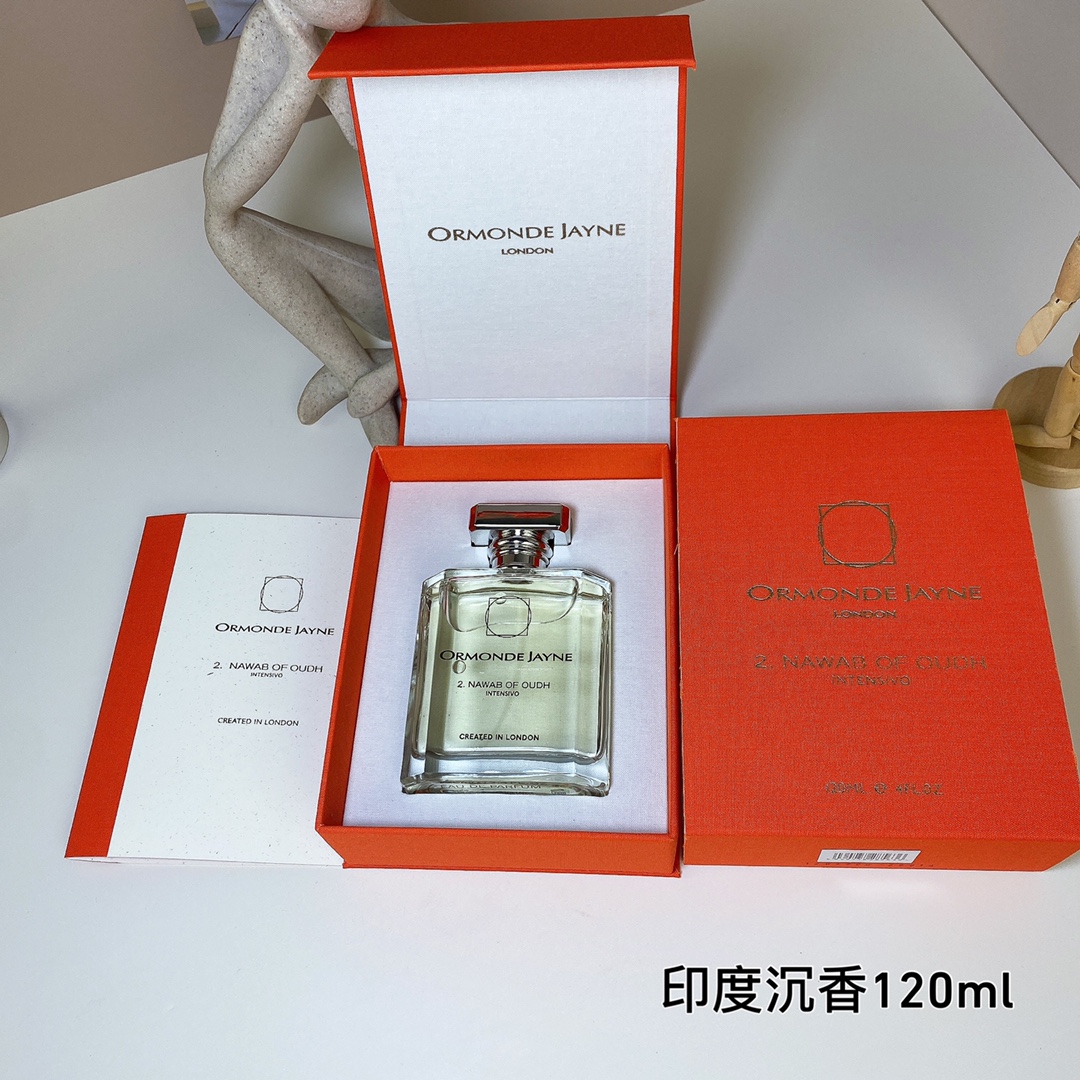 ORMONDE JAYNE
LONDON
ORMONDE JAYNE
2. NAWAB OF OUDH
INTENSIVO
CREATED IN LONDON
ORMONDE JAYNE
2. NAWAB OF OUDH
INTENSIVO
CREATED IN LONDON
EAU DE PARFUM
ORMONDE JAYNE
LONDON
2. NAWAB OF OUDH
INTENSIVO
印度沉香120ml